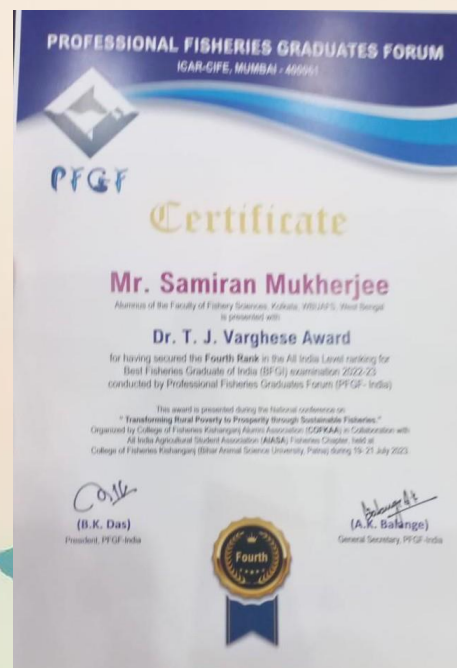 PROFESSIONAL FISHERIES GRADUATES FORUM
ICAR-CIFE, MUMBAI - 400061
PFGF
Certificate
Mr. Samiran Mukherjee
Alumnus of the Faculty of Fishery Sciences, Kolkata, WBUAFS, West Bengal
is presented with
Dr. T. J. Varghese Award
for having secured the Fourth Rank in the All India Level ranking for
Best Fisheries Graduate of India (BFGI) examination 2022-23
conducted by Professional Fisheries Graduates Forum (PFGF- India)
This award is presented during the National conference on
" Transforming Rural Poverty to Prosperity through Sustainable Fisheries."
Organized by College of Fisheries Kishanganj Alumni Association (COFKAA) in Collaboration with
All India Agricultural Student Association (AIASA) Fisheries Chapter, held at
College of Fisheries Kishanganj (Bihar Animal Science University, Patna) during 19- 21 July 2023.
(B.K. Das)
President, PFGF-India
(A.K. Balange)
General Secretary, PFGF-India
Fourth